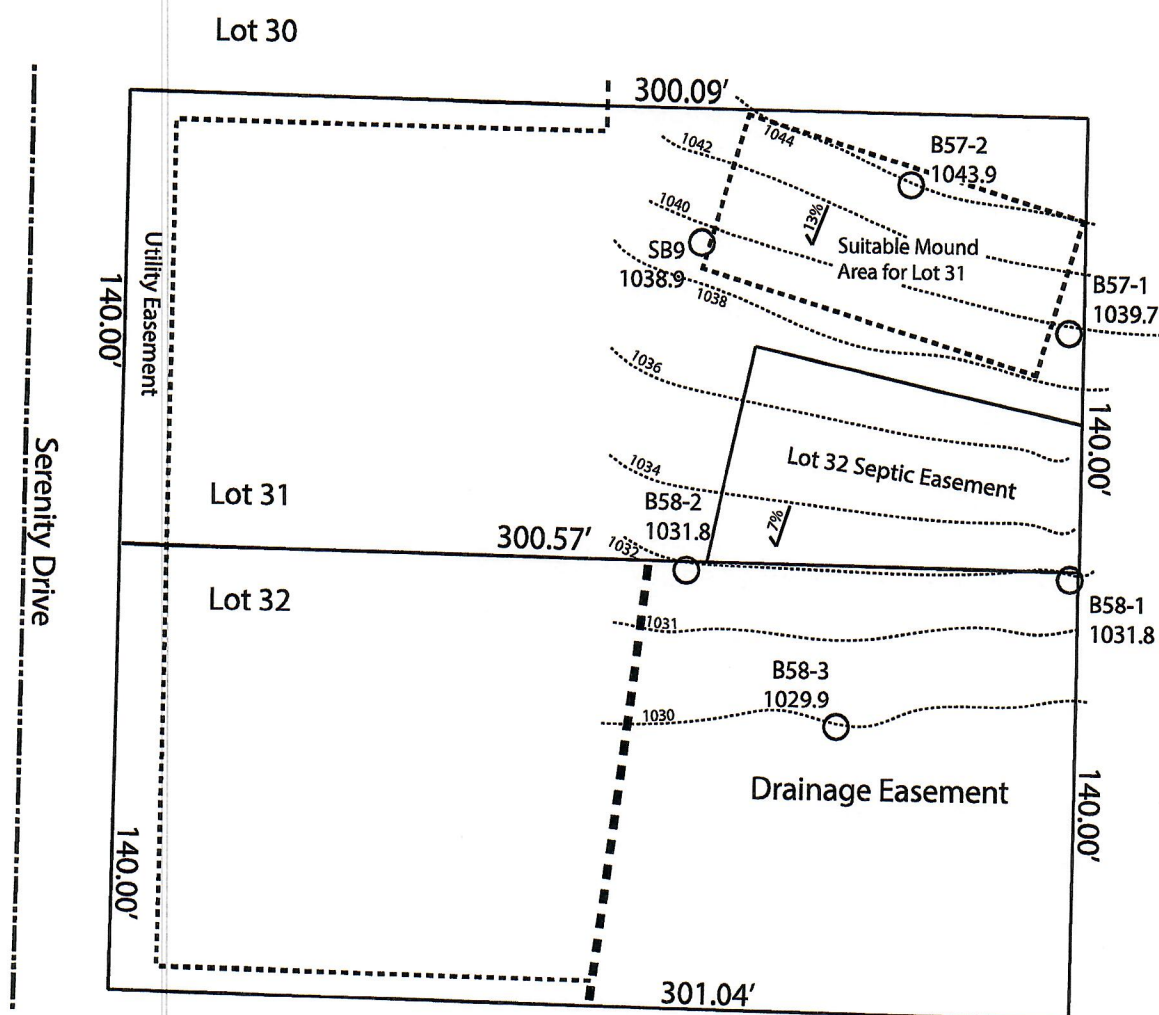 Lot 30
300.09'
1044
1042
B57-2
1043.9
1040
13%
Suitable Mound
Area for Lot 31
SB9
1038.9
1038
B57-1
1039.7
Utility Easement
140.00'
1036
140.00'
Lot 32 Septic Easement
1034
Serenity Drive
Lot 31
B58-2
1031.8
7%
300.57'
1032
Lot 32
B58-1
1031.8
1031
B58-3
1029.9
1030
Drainage Easement
140.00'
140.00'
301.04'